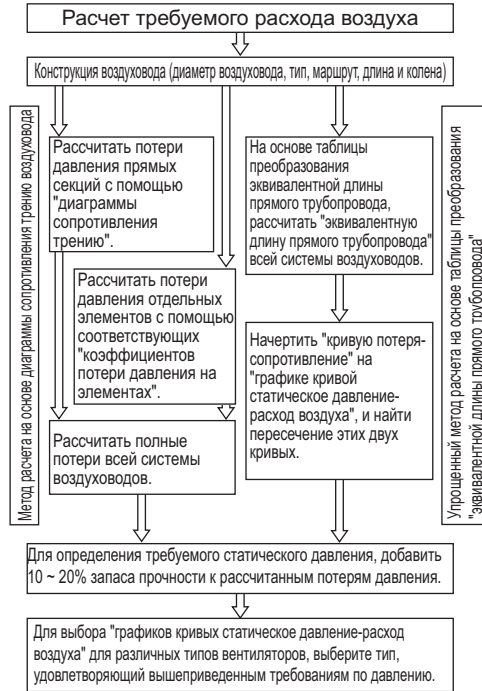 Расчет требуемого расхода воздуха
Конструкция воздуховода (диаметр воздуховода, тип, маршрут, длина и колена)
Метод расчета на основе диаграммы сопротивления трению воздуховода
Рассчитать потери
давления прямых
секций с помощью
"диаграммы
сопротивления
трению".
Рассчитать потери
давления отдельных
элементов с помощью
соответствующих
"коэффициентов
потери давления на
элементах".
Рассчитать полные
потери всей системы
воздуховодов.
На основе таблицы
преобразования
эквивалентной длины
прямого трубопровода,
рассчитать "эквивалентную
длину прямого трубопровода"
всей системы воздуховодов.
Начертить "кривую потеря-
сопротивление" на
"графике кривой
статическое давление-
расход воздуха", и найти
пересечение этих двух
кривых.
Упрощенный метод расчета на основе таблицы преобразования
"эквивалентной длины прямого трубопровода"
Для определения требуемого статического давления, добавить
10 ~ 20% запаса прочности к рассчитанным потерям давления.
Для выбора "графиков кривых статическое давление-расход
воздуха" для различных типов вентиляторов, выберите тип,
удовлетворяющий вышеприведенным требованиям по давлению.